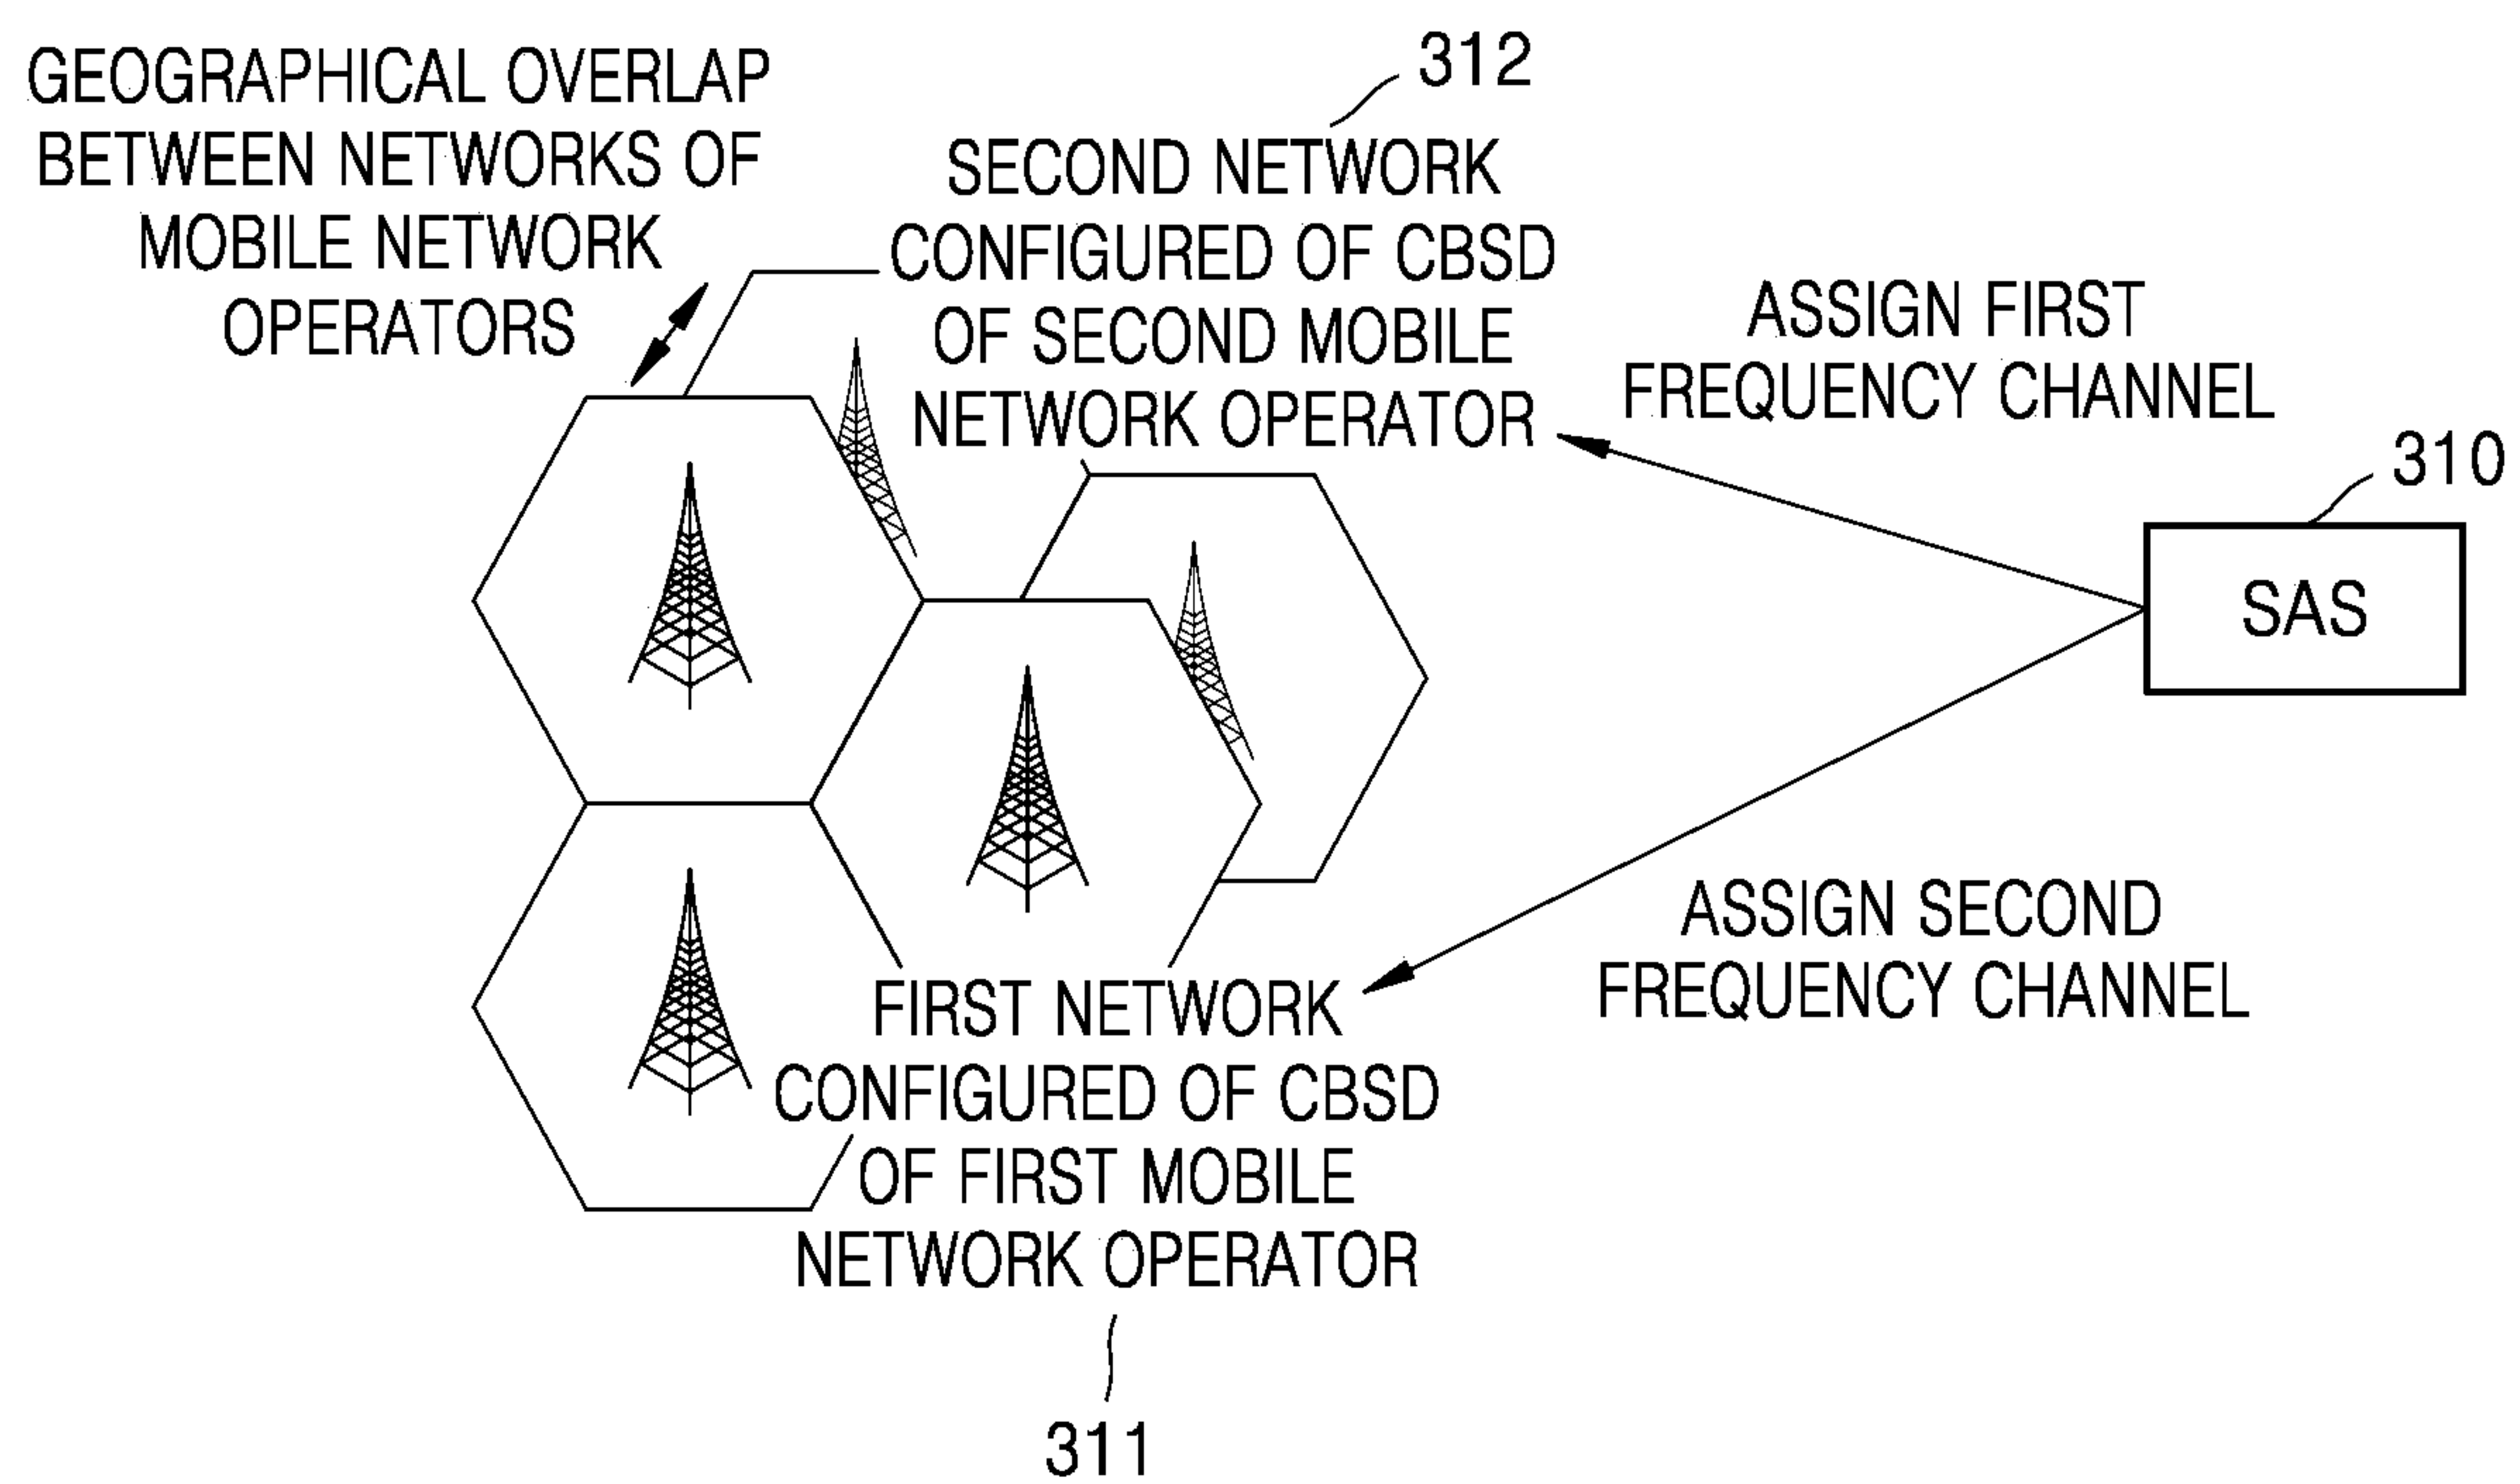 GEOGRAPHICAL OVERLAP
BETWEEN NETWORKS OF
MOBILE NETWORK
OPERATORS
312
SECOND NETWORK
CONFIGURED OF CBSD
OF SECOND MOBILE
NETWORK OPERATOR
ASSIGN FIRST
FREQUENCY CHANNEL
310
SAS
ASSIGN SECOND
FREQUENCY CHANNEL
FIRST NETWORK
CONFIGURED OF CBSD
OF FIRST MOBILE
NETWORK OPERATOR
311